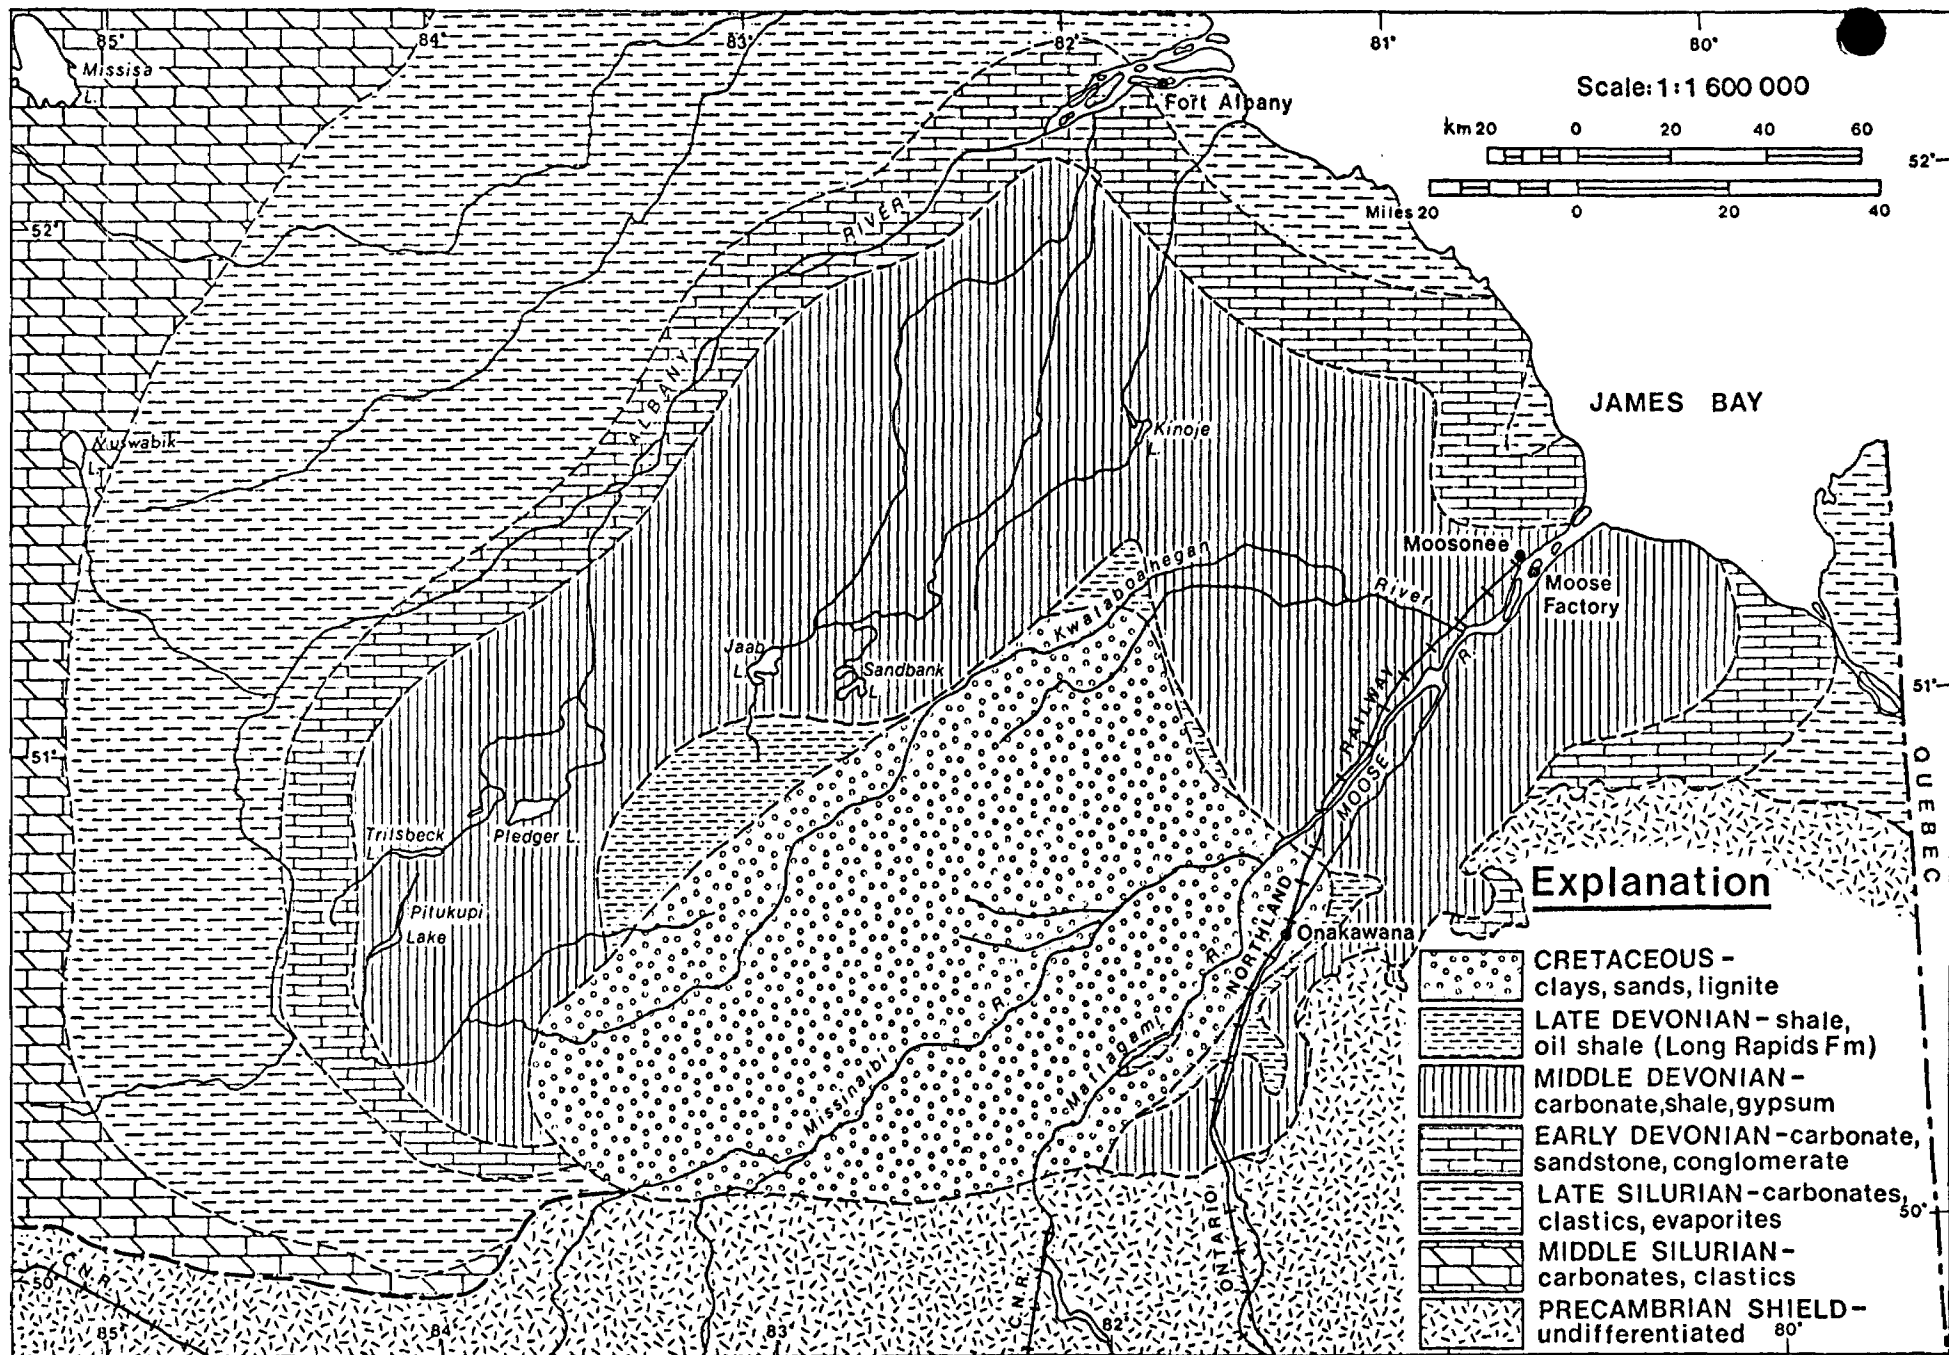 85°
84°
83°
82°
81°
80°
Missisa
L.
Fort Albany
Scale: 1:1 600 000
km 20 0 20 40 60
Miles 20 0 20 40
52°
52°
ALBANY RIVER
JAMES BAY
Muswabik
L.
Kinoje
L.
Moosonee
Moose
Factory
Kwataboahegan River
Jaab
L.
Sandbank
L.
51°
51°
RAILWAY
MOOSE R.
QUEBEC
Trilsbeck
Pledger L.
Pitukupi
Lake
NORTHLAND
Onakawana
Missinaibi R.
Mattagami R.
ONTARIO
C.N.R.
C.N.R.
50°
50°
85°
84°
83°
82°
80°
Explanation
CRETACEOUS -
clays, sands, lignite
LATE DEVONIAN - shale,
oil shale (Long Rapids Fm)
MIDDLE DEVONIAN -
carbonate, shale, gypsum
EARLY DEVONIAN - carbonate,
sandstone, conglomerate
LATE SILURIAN - carbonates,
clastics, evaporites
MIDDLE SILURIAN -
carbonates, clastics
PRECAMBRIAN SHIELD -
undifferentiated